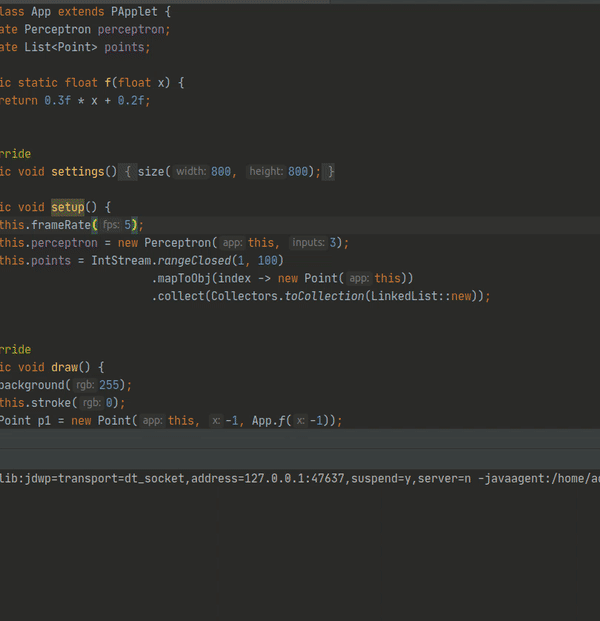 lass App extends PApplet {
ate Perceptron perceptron;
ate List<Point> points;
ic static float f(float x) {
return 0.3f * x + 0.2f;
rride
ic void settings() { size( width: 800, height: 800); }
ic void setup() {
this.frameRate( fps: 5);
this.perceptron = new Perceptron( app: this, inputs: 3);
this.points = IntStream.rangeClosed(1, 100)
.mapToObj(index -> new Point( app: this))
.collect(Collectors.toCollection(LinkedList::new));
rride
ic void draw() {
background( rgb: 255);
this.stroke( rgb: 0);
Point p1 = new Point( app: this, x: -1, App.f( x: -1));
lib:jdwp=transport=dt_socket,address=127.0.0.1:47637,suspend=y,server=n -javaagent:/home/ad